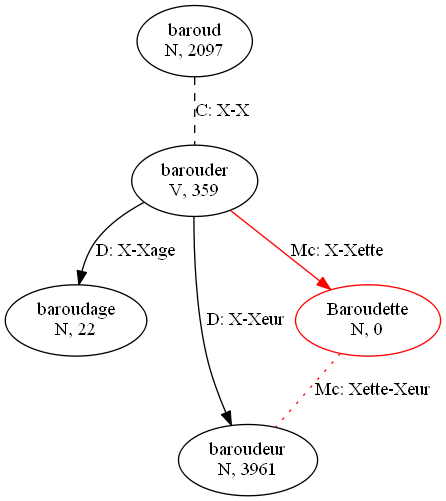 baroud
N, 2097
C: X-X
barouder
V, 359
D: X-Xage
Mc: X-Xette
baroudage
N, 22
D: X-Xeur
Baroudette
N, 0
Mc: Xette-Xeur
baroudeur
N, 3961